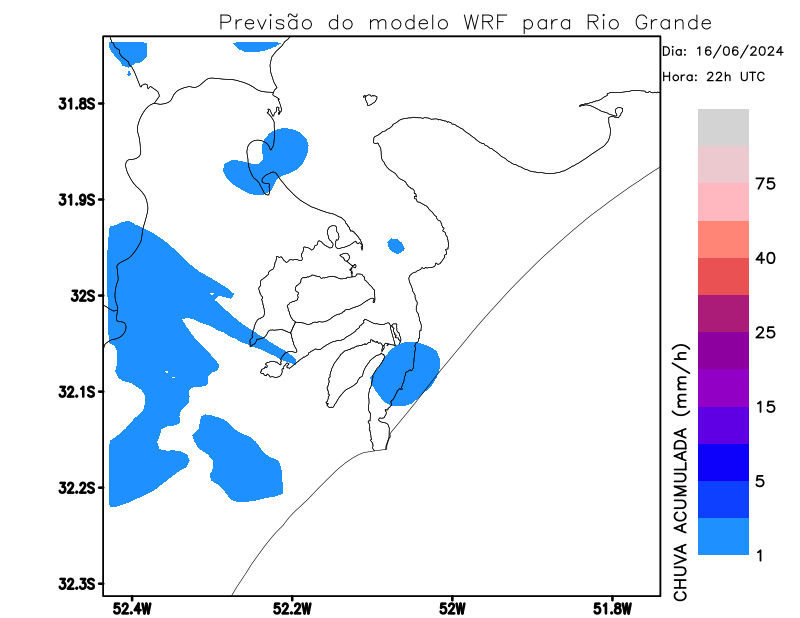 Previsão do modelo WRF para Rio Grande
Dia: 16/06/2024
Hora: 22h UTC
31.8S
31.9S
32S
32.1S
32.2S
32.3S
52.4W
52.2W
52W
51.8W
75
40
25
15
5
1
CHUVA ACUMULADA (mm/h)